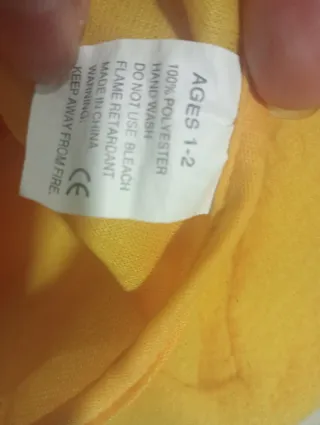 AGES 1-2
100% POLYESTER
HAND WASH
DO NOT USE BLEACH
FLAME RETARDANT
MADE IN CHINA
WARNING:
KEEP AWAY FROM FIRE.
CE